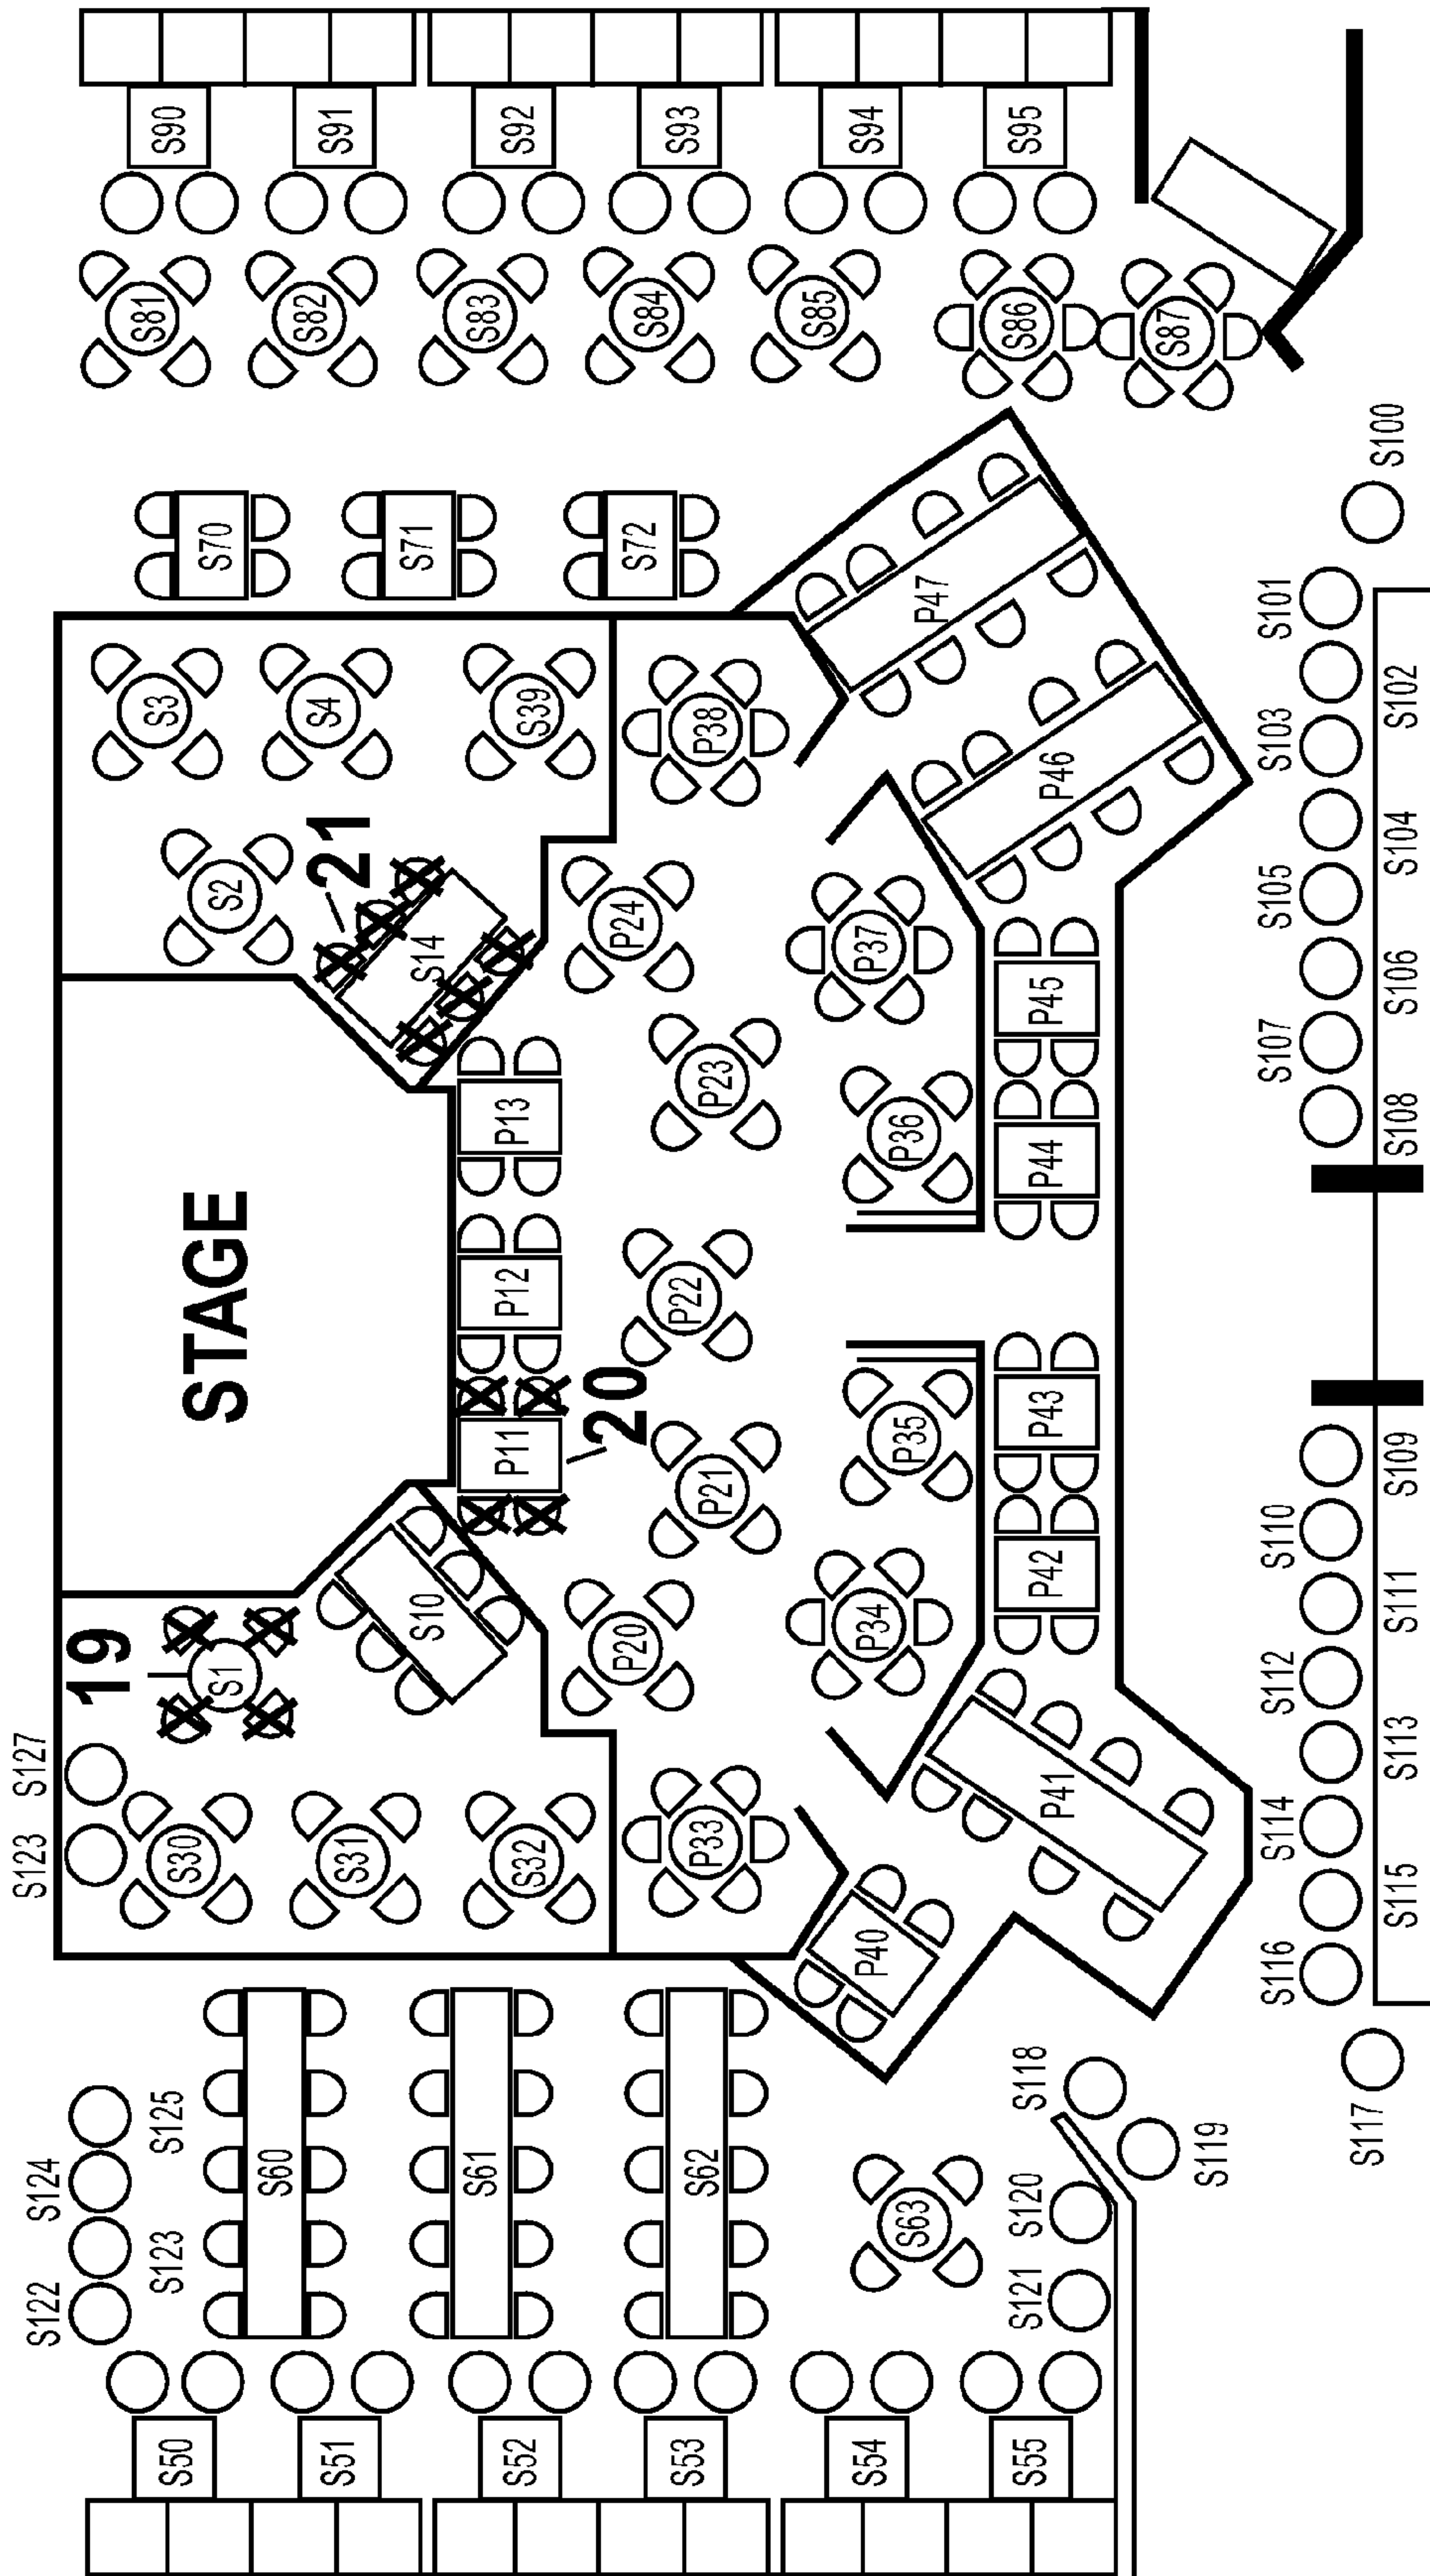 S123
S127
S122
S124
19
S50
S123
S125
S30
S3
S81
S90
S60
S1
STAGE
S2
S70
S51
S31
21
S4
S82
S91
S61
S10
S14
S71
S83
S52
S32
P11
P12
P13
S39
S92
20
P20
P24
S72
S84
S53
S62
P33
P21
P22
P23
P38
S93
S85
S54
P40
P34
P37
S94
S63
P35
P36
P47
S55
S121
S120
S118
P41
P42
P43
P44
P45
P46
S86
S95
S119
S87
S116
S114
S112
S110
S107
S105
S103
S101
S117
S115
S113
S111
S109
S108
S106
S104
S102
S100